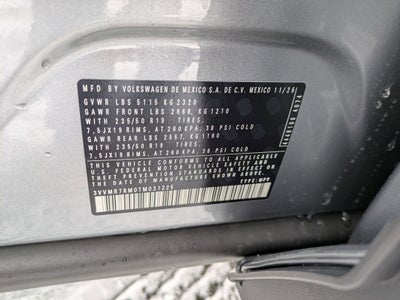 MFD BY VOLKSWAGEN DE MEXICO S.A. DE C.V. MEXICO 11/25
GVWR LBS 5115 KG 2320
GAWR FRONT LBS 2668, KG 1210
WITH 235/50 R19 TIRES,
7,5JX19 RIMS, AT 260 KPA, 38 PSI COLD
GAWR REAR LBS 2557, KG 1160
WITH 235/50 R19 TIRES,
7,5JX19 RIMS, AT 260 KPA, 38 PSI COLD
THIS VEHICLE CONFORMS TO ALL APPLICABLE
U.S. FEDERAL MOTOR VEHICLE SAFETY AND BUMPER
STANDARDS IN EFFECT ON THE DATE OF
MANUFACTURE SHOWN ABOVE.
TYPE: MPV